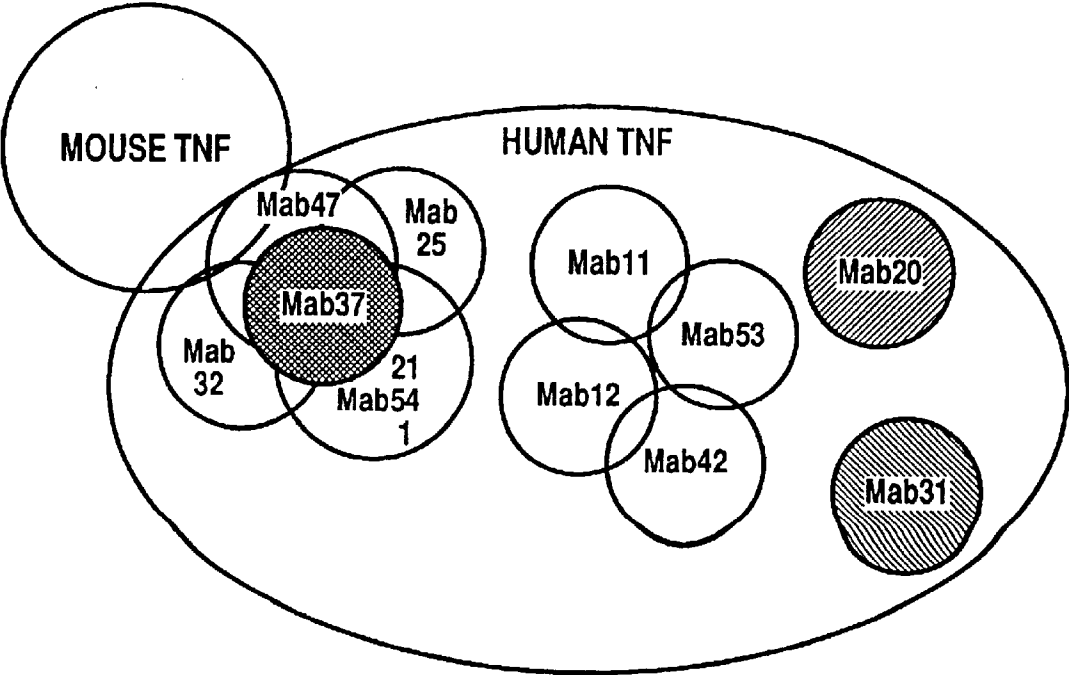 MOUSE TNF
HUMAN TNF
Mab47
Mab
25
Mab37
Mab
32
21
Mab54
1
Mab11
Mab53
Mab12
Mab42
Mab20
Mab31